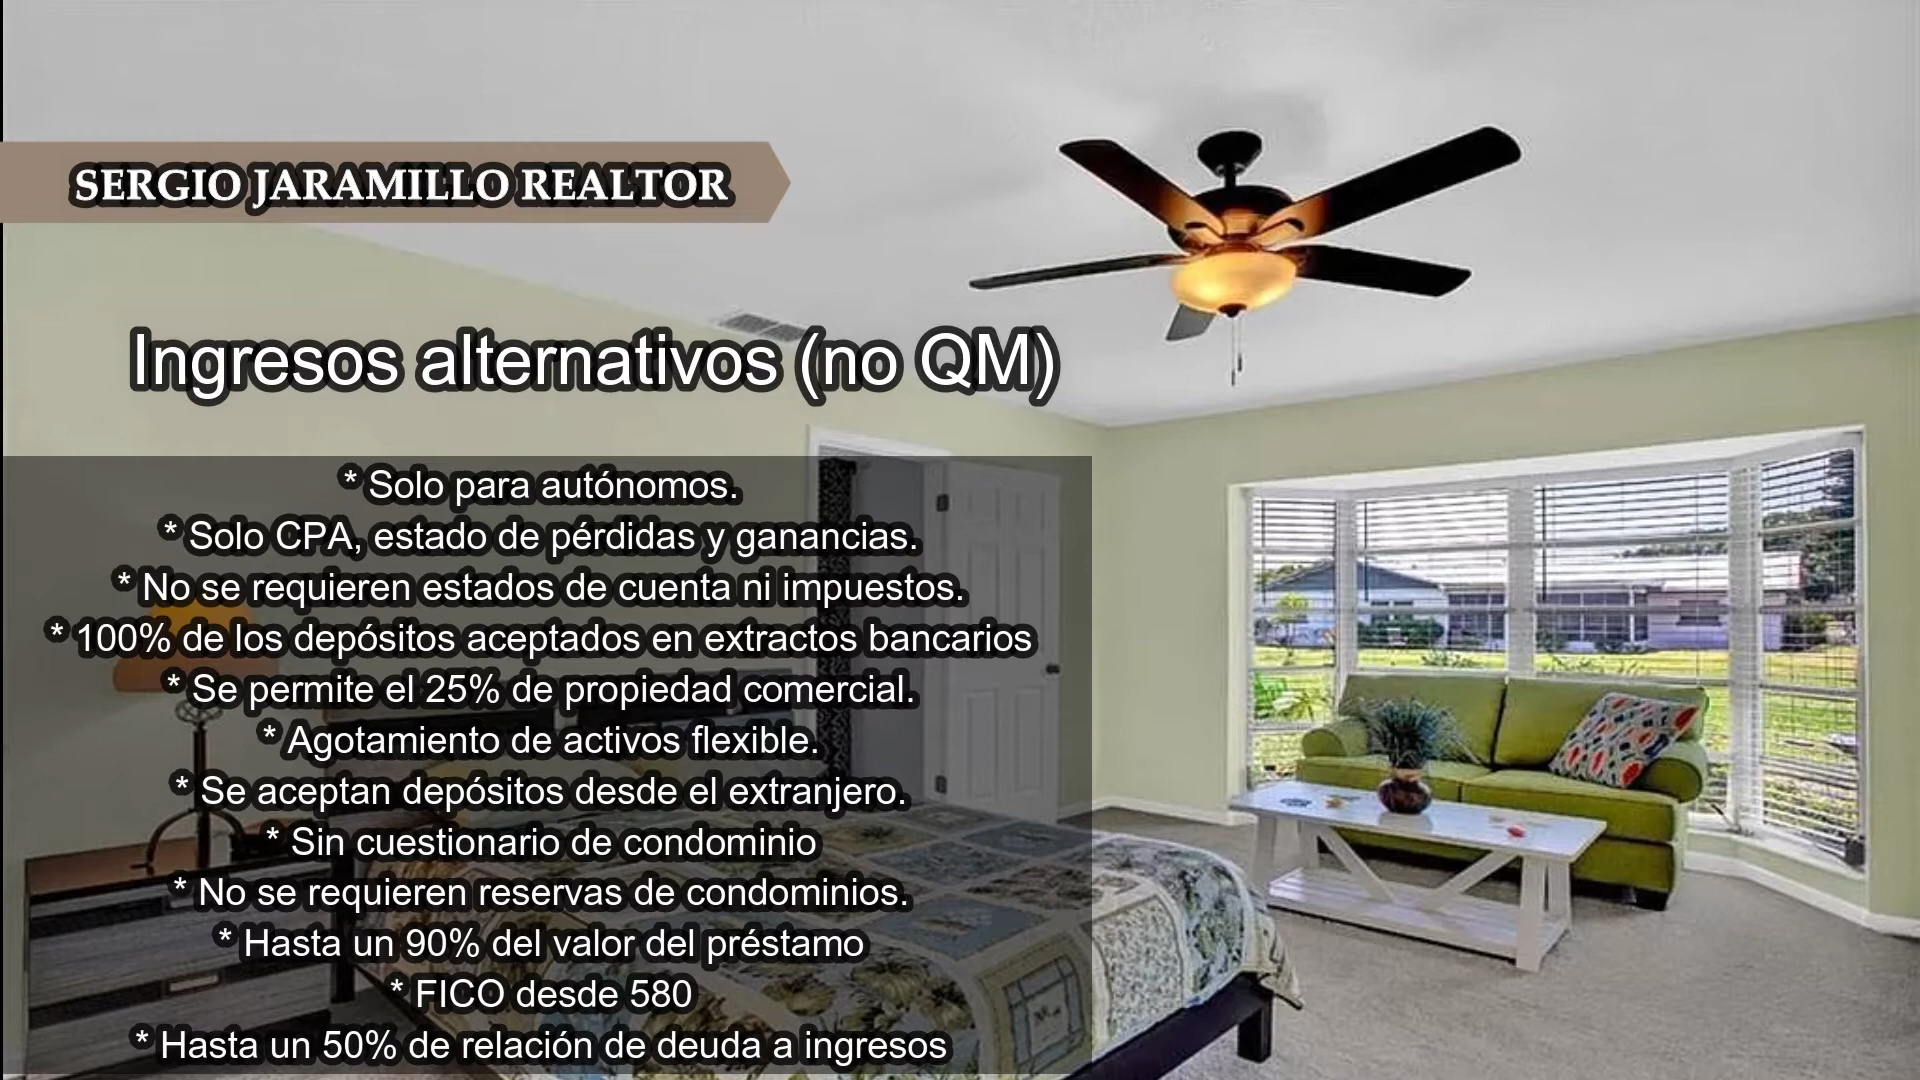 SERGIO JARAMILLO REALTOR
Ingresos alternativos (no QM)
* Solo para autónomos.
* Solo CPA, estado de pérdidas y ganancias.
* No se requieren estados de cuenta ni impuestos.
* 100% de los depósitos aceptados en extractos bancarios
* Se permite el 25% de propiedad comercial.
* Agotamiento de activos flexible.
* Se aceptan depósitos desde el extranjero.
* Sin cuestionario de condominio
* No se requieren reservas de condominios.
* Hasta un 90% del valor del préstamo
* FICO desde 580
* Hasta un 50% de relación de deuda a ingresos